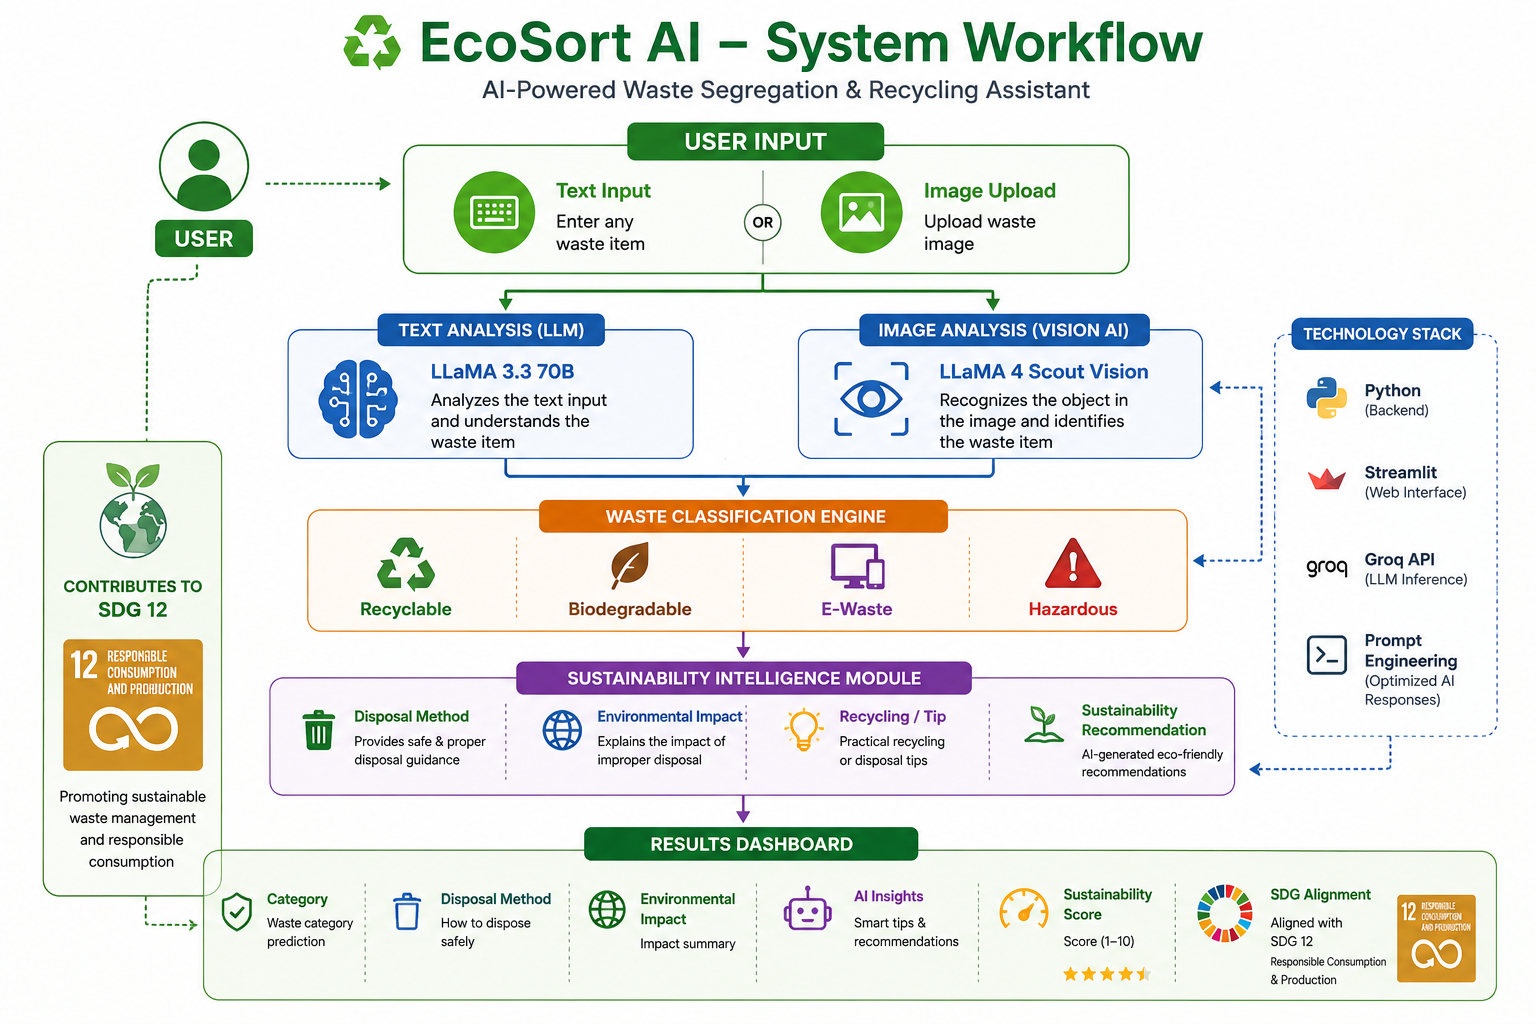 EcoSort AI – System Workflow
AI-Powered Waste Segregation & Recycling Assistant
USER
USER INPUT
Text Input
Enter any
waste item
OR
Image Upload
Upload waste
image
TEXT ANALYSIS (LLM)
LLaMA 3.3 70B
Analyzes the text input
and understands the
waste item
IMAGE ANALYSIS (VISION AI)
LLaMA 4 Scout Vision
Recognizes the object in
the image and identifies
the waste item
TECHNOLOGY STACK
Python
(Backend)
Streamlit
(Web Interface)
groq
Groq API
(LLM Inference)
Prompt
Engineering
(Optimized AI
Responses)
WASTE CLASSIFICATION ENGINE
Recyclable
Biodegradable
E-Waste
Hazardous
CONTRIBUTES TO
SDG 12
12 RESPONSIBLE
CONSUMPTION
AND PRODUCTION
Promoting sustainable
waste management
and responsible
consumption
SUSTAINABILITY INTELLIGENCE MODULE
Disposal Method
Provides safe & proper
disposal guidance
Environmental Impact
Explains the impact of
improper disposal
Recycling / Tip
Practical recycling
or disposal tips
Sustainability
Recommendation
AI-generated eco-friendly
recommendations
RESULTS DASHBOARD
Category
Waste category
prediction
Disposal Method
How to dispose
safely
Environmental
Impact
Impact summary
AI Insights
Smart tips &
recommendations
Sustainability
Score
Score (1–10)
SDG Alignment
Aligned with
SDG 12
Responsible Consumption
& Production
12 RESPONSIBLE
CONSUMPTION
AND PRODUCTION